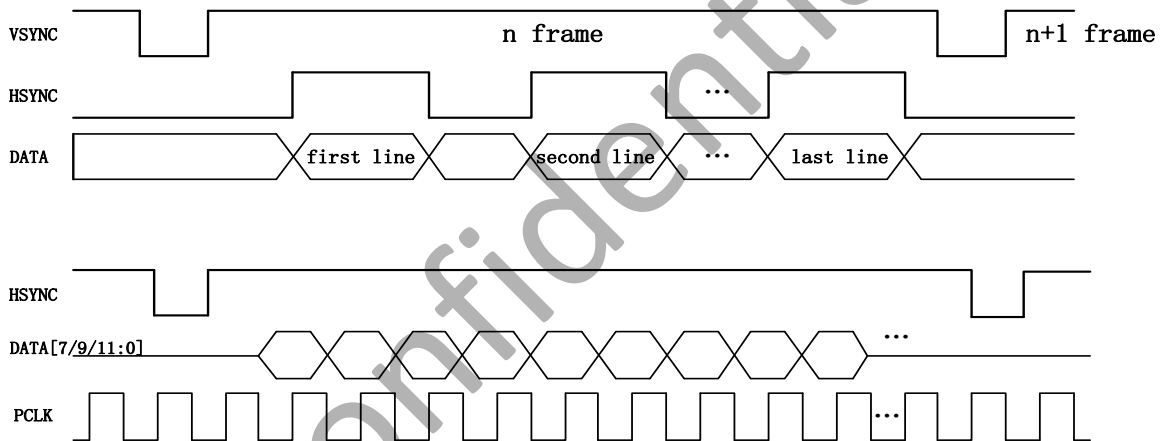 VSYNC
n frame
n+1 frame
HSYNC
...
DATA
first line
second line
...
last line
HSYNC
DATA[7/9/11:0]
...
PCLK
...
onfidenti